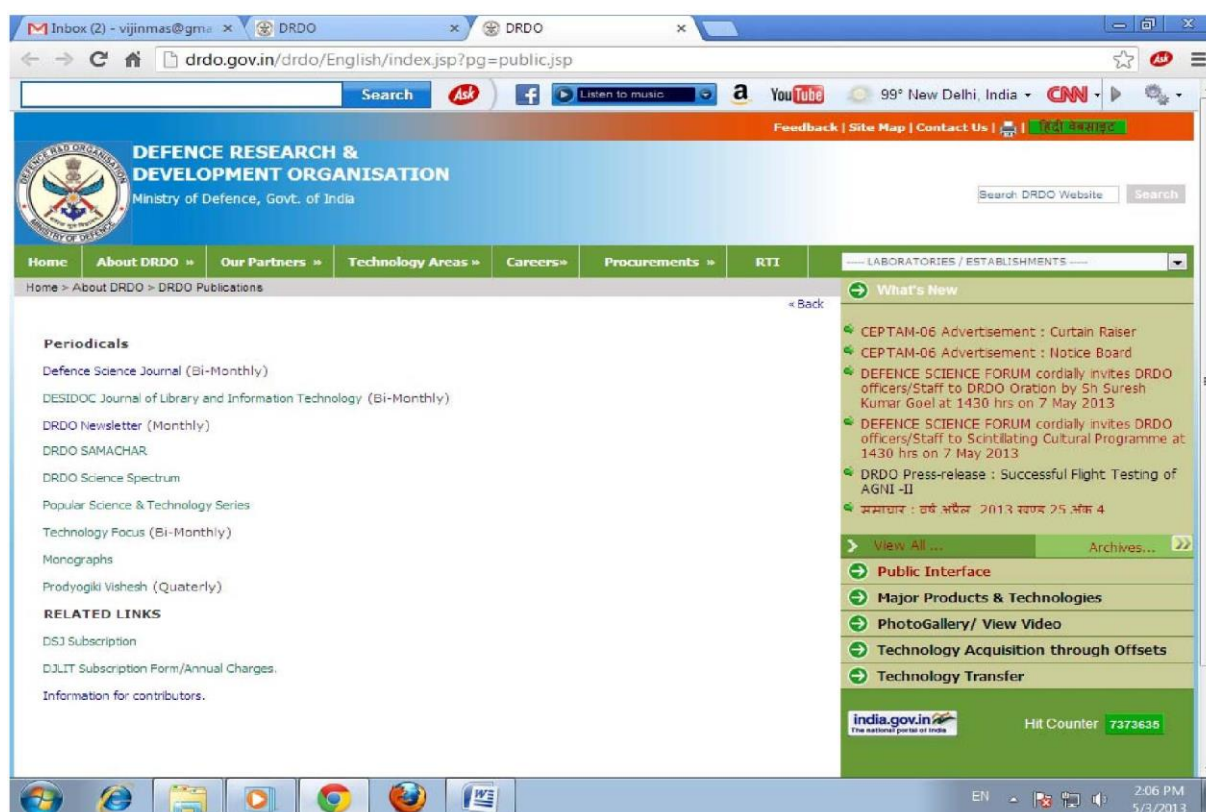 Inbox (2) - vijinmas@gma
DRDO
DRDO
drdo.gov.in/drdo/English/index.jsp?pg=public.jsp
Search
Ask
Listen to music
a
YouTube
99° New Delhi, India
CNN
Feedback | Site Map | Contact Us |
हिंदी वेबसाइट
DEFENCE RESEARCH &
DEVELOPMENT ORGANISATION
Ministry of Defence, Govt. of India
Search DRDO Website
Search
Home
About DRDO »
Our Partners »
Technology Areas »
Careers»
Procurements »
RTI
---- LABORATORIES / ESTABLISHMENTS ----
Home > About DRDO > DRDO Publications
« Back
Periodicals
Defence Science Journal (Bi-Monthly)
DESIDOC Journal of Library and Information Technology (Bi-Monthly)
DRDO Newsletter (Monthly)
DRDO SAMACHAR
DRDO Science Spectrum
Popular Science & Technology Series
Technology Focus (Bi-Monthly)
Monographs
Prodyogiki Vishesh (Quaterly)
RELATED LINKS
DSJ Subscription
DJLIT Subscription Form/Annual Charges.
Information for contributors.
What's New
CEPTAM-06 Advertisement : Curtain Raiser
CEPTAM-06 Advertisement : Notice Board
DEFENCE SCIENCE FORUM cordially invites DRDO
officers/Staff to DRDO Oration by Sh Suresh
Kumar Goel at 1430 hrs on 7 May 2013
DEFENCE SCIENCE FORUM cordially invites DRDO
officers/Staff to Scintillating Cultural Programme at
1430 hrs on 7 May 2013
DRDO Press-release : Successful Flight Testing of
AGNI -II
समाचार : वर्ष अप्रैल 2013 खण्ड 25 अंक 4
View All ...
Archives...
Public Interface
Major Products & Technologies
PhotoGallery/ View Video
Technology Acquisition through Offsets
Technology Transfer
india.gov.in
The national portal of India
Hit Counter 7373635
EN
2:06 PM
5/3/2013